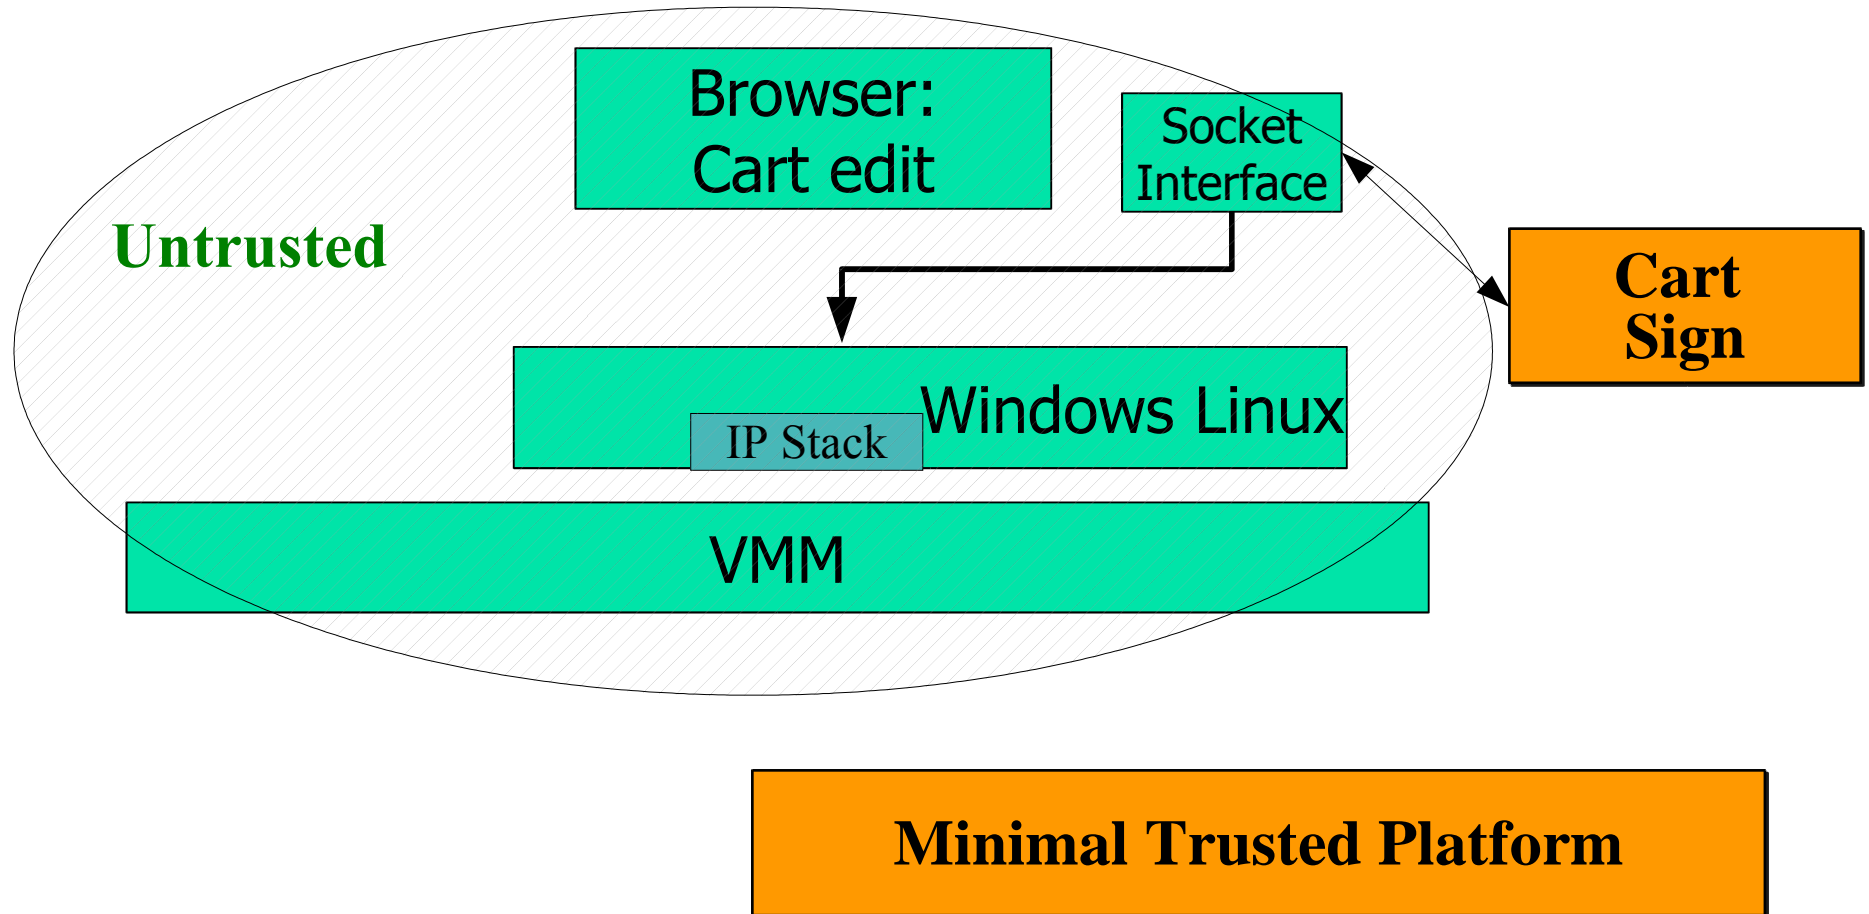 Browser:
Cart edit
Socket
Interface
Untrusted
Cart
Sign
Windows Linux
IP Stack
VMM
Minimal Trusted Platform